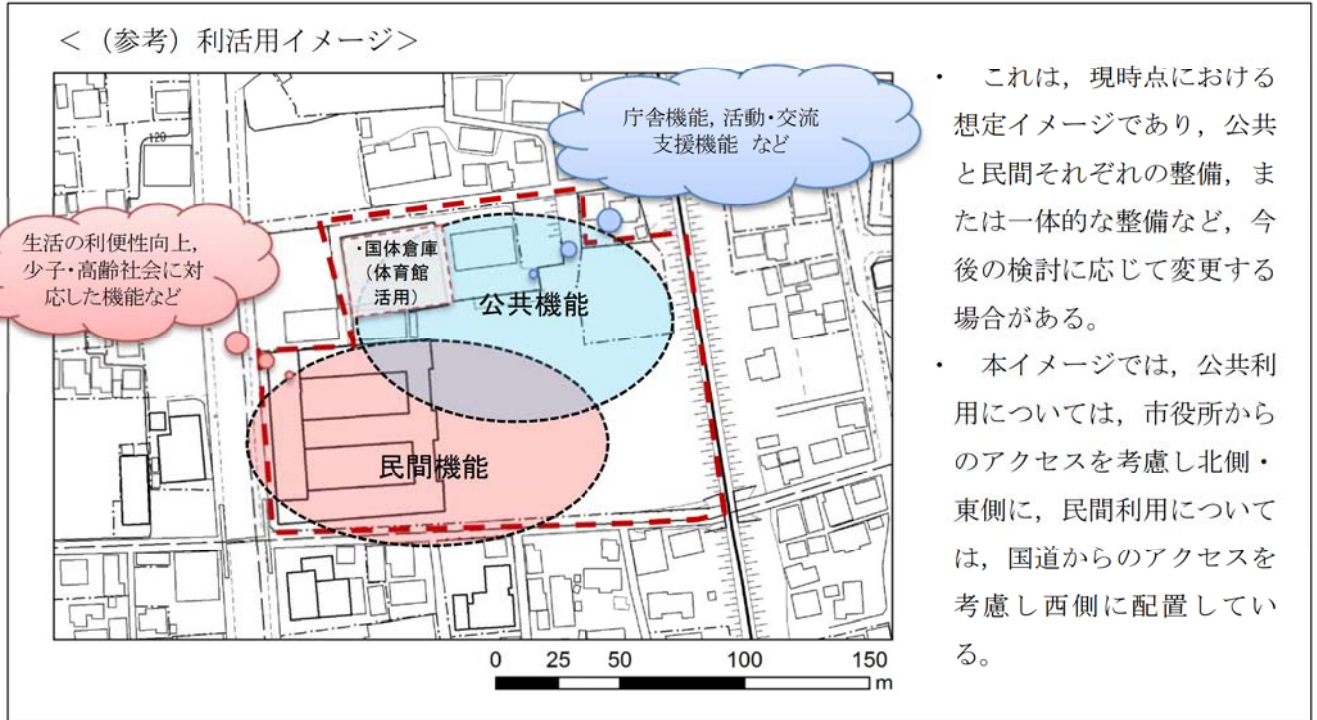 ＜（参考）利活用イメージ＞
120
庁舎機能，活動・交流
支援機能 など
生活の利便性向上，
少子・高齢社会に対
応した機能など
・国体倉庫
（体育館
活用）
公共機能
民間機能
0 25 50 100 150
m
・ これは，現時点における
想定イメージであり，公共
と民間それぞれの整備，ま
たは一体的な整備など，今
後の検討に応じて変更する
場合がある。
・ 本イメージでは，公共利
用については，市役所から
のアクセスを考慮し北側・
東側に，民間利用について
は，国道からのアクセスを
考慮し西側に配置してい
る。